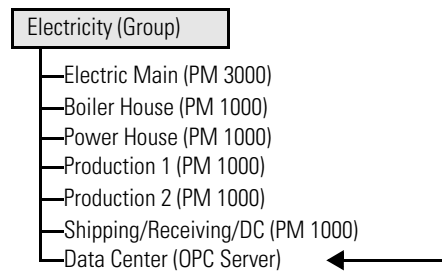 Electricity (Group)
Electric Main (PM 3000)
Boiler House (PM 1000)
Power House (PM 1000)
Production 1 (PM 1000)
Production 2 (PM 1000)
Shipping/Receiving/DC (PM 1000)
Data Center (OPC Server)